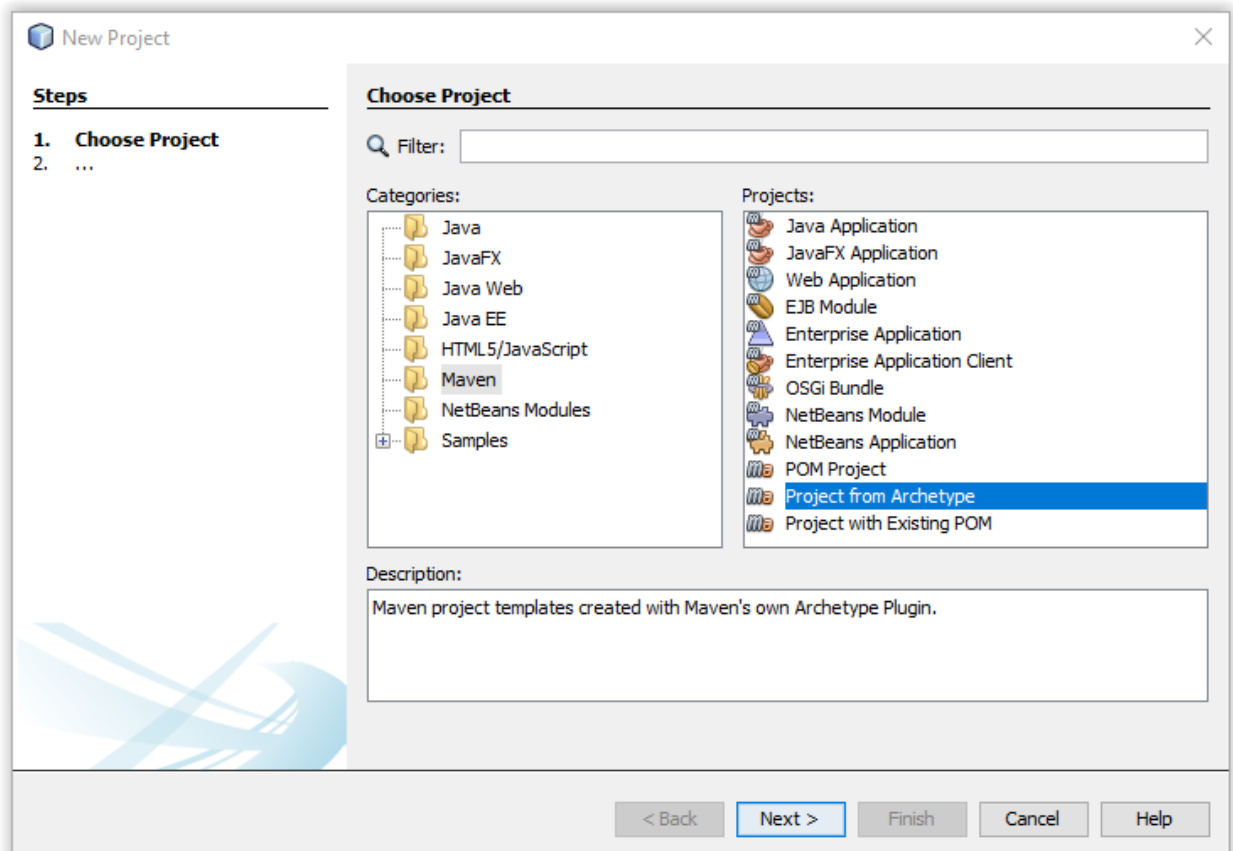 New Project
Steps
1. Choose Project
2. ...
Choose Project
Filter:
Categories:
Java
JavaFX
Java Web
Java EE
HTML5/JavaScript
Maven
NetBeans Modules
Samples
Projects:
Java Application
JavaFX Application
Web Application
EJB Module
Enterprise Application
Enterprise Application Client
OSGi Bundle
NetBeans Module
NetBeans Application
POM Project
Project from Archetype
Project with Existing POM
Description:
Maven project templates created with Maven's own Archetype Plugin.
< Back
Next >
Finish
Cancel
Help